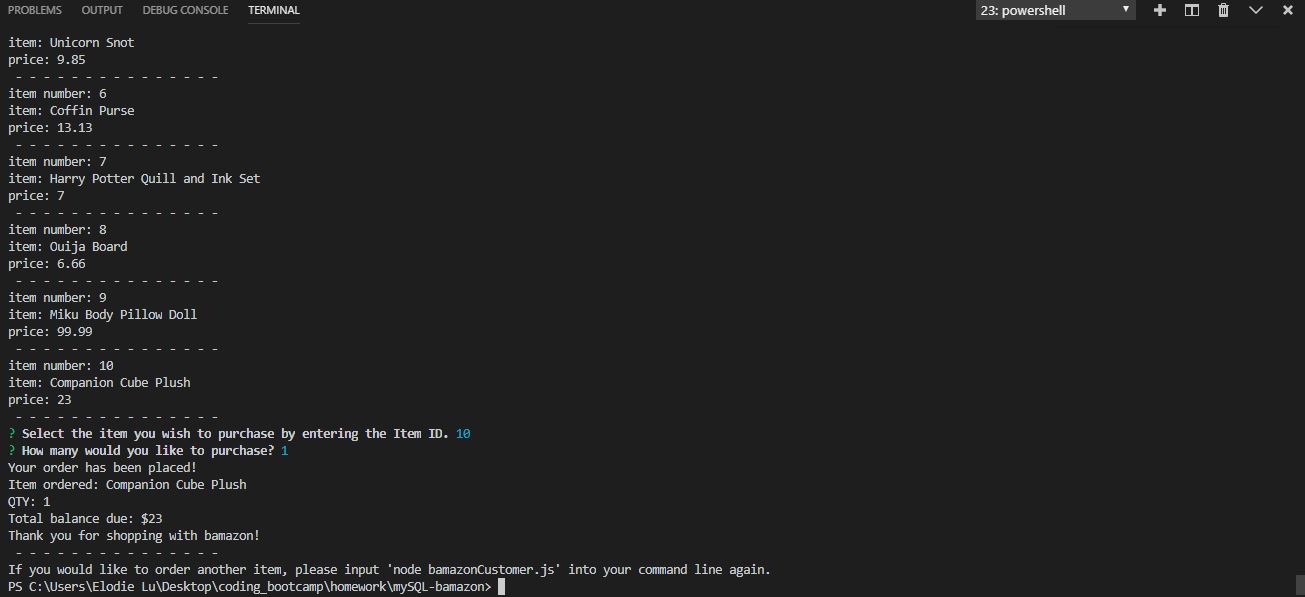 PROBLEMS OUTPUT DEBUG CONSOLE TERMINAL 23: powershell
item: Unicorn Snot
price: 9.85
- - - - - - - - - - - - - - -
item number: 6
item: Coffin Purse
price: 13.13
- - - - - - - - - - - - - - -
item number: 7
item: Harry Potter Quill and Ink Set
price: 7
- - - - - - - - - - - - - - -
item number: 8
item: Ouija Board
price: 6.66
- - - - - - - - - - - - - - -
item number: 9
item: Miku Body Pillow Doll
price: 99.99
- - - - - - - - - - - - - - -
item number: 10
item: Companion Cube Plush
price: 23
- - - - - - - - - - - - - - -
? Select the item you wish to purchase by entering the Item ID. 10
? How many would you like to purchase? 1
Your order has been placed!
Item ordered: Companion Cube Plush
QTY: 1
Total balance due: $23
Thank you for shopping with bamazon!
- - - - - - - - - - - - - - -
If you would like to order another item, please input 'node bamazonCustomer.js' into your command line again.
PS C:\Users\Elodie Lu\Desktop\coding_bootcamp\homework\mySQL-bamazon>